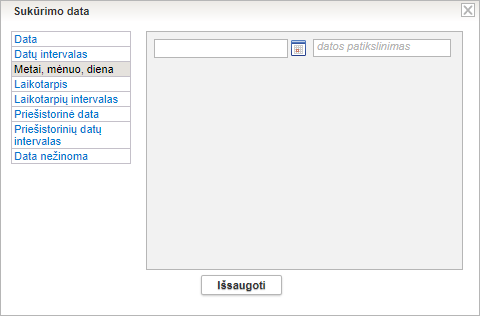 Sukūrimo data
Data
Datų intervalas
Metai, mėnuo, diena
Laikotarpis
Laikotarpių intervalas
Priešistorinė data
Priešistorinių datų
intervalas
Data nežinoma
datos patikslinimas
Išsaugoti